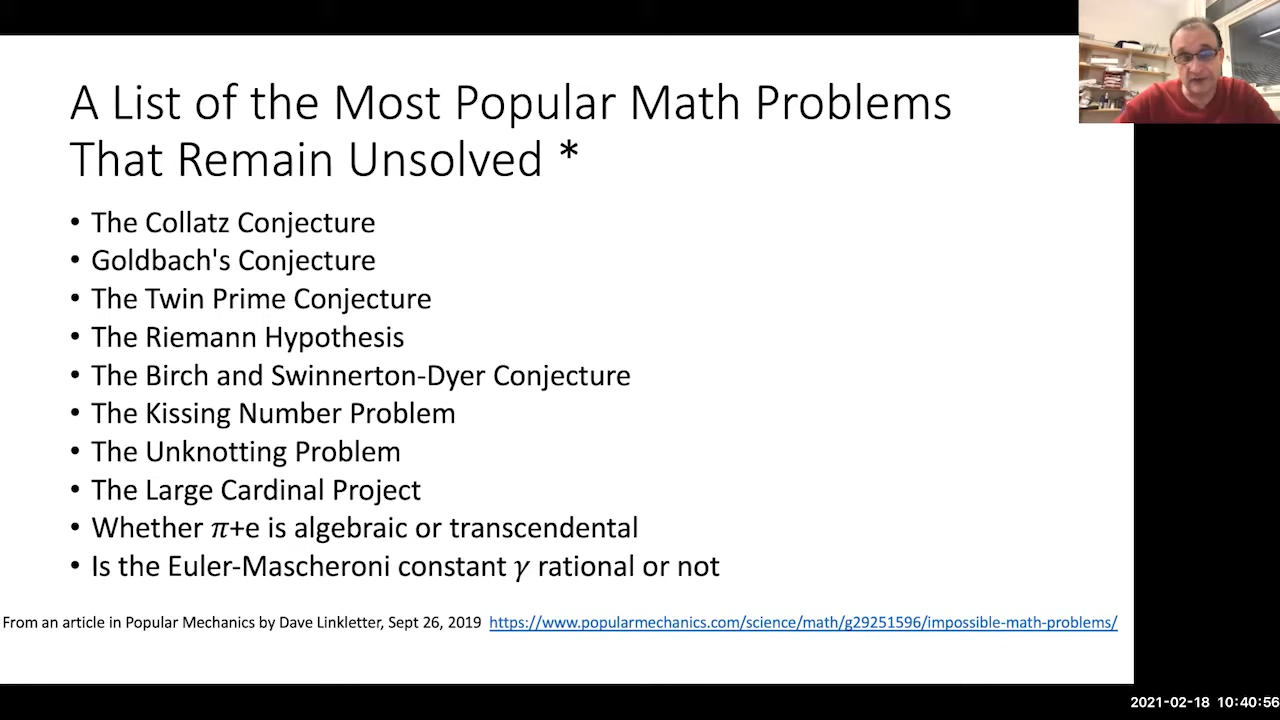 A List of the Most Popular Math Problems
That Remain Unsolved *
• The Collatz Conjecture
• Goldbach's Conjecture
• The Twin Prime Conjecture
• The Riemann Hypothesis
• The Birch and Swinnerton-Dyer Conjecture
• The Kissing Number Problem
• The Unknotting Problem
• The Large Cardinal Project
• Whether 𝜋+e is algebraic or transcendental
• Is the Euler-Mascheroni constant 𝛾 rational or not
From an article in Popular Mechanics by Dave Linkletter, Sept 26, 2019 https://www.popularmechanics.com/science/math/g29251596/impossible-math-problems/
2021-02-18 10:40:56